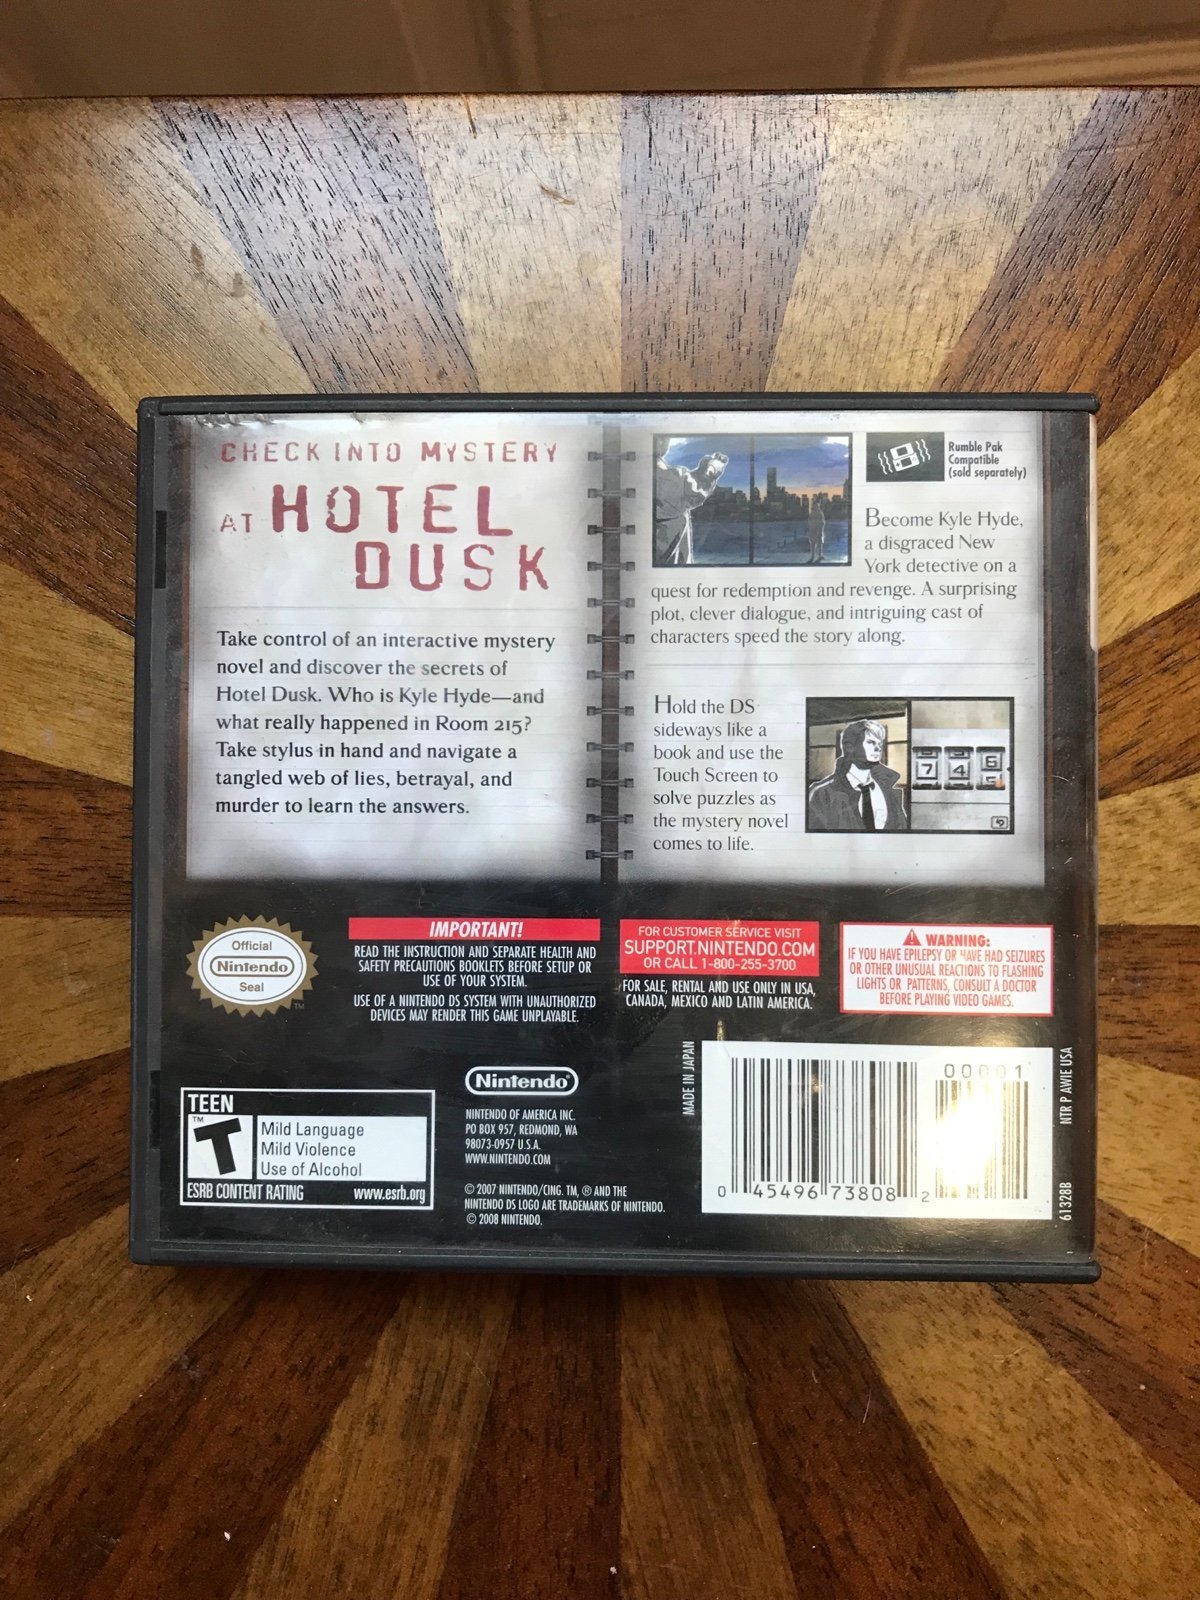 CHECK INTO MYSTERY
AT HOTEL
DUSK
Take control of an interactive mystery
novel and discover the secrets of
Hotel Dusk. Who is Kyle Hyde—and
what really happened in Room 215?
Take stylus in hand and navigate a
tangled web of lies, betrayal, and
murder to learn the answers.
Rumble Pak
Compatible
(sold separately)
Become Kyle Hyde,
a disgraced New
York detective on a
quest for redemption and revenge. A surprising
plot, clever dialogue, and intriguing cast of
characters speed the story along.
Hold the DS
sideways like a
book and use the
Touch Screen to
solve puzzles as
the mystery novel
comes to life.
7 4 6
5
Official
Nintendo
Seal
TM
IMPORTANT!
READ THE INSTRUCTION AND SEPARATE HEALTH AND
SAFETY PRECAUTIONS BOOKLETS BEFORE SETUP OR
USE OF YOUR SYSTEM.
USE OF A NINTENDO DS SYSTEM WITH UNAUTHORIZED
DEVICES MAY RENDER THIS GAME UNPLAYABLE.
FOR CUSTOMER SERVICE VISIT
SUPPORT.NINTENDO.COM
OR CALL 1-800-255-3700
FOR SALE, RENTAL AND USE ONLY IN USA,
CANADA, MEXICO AND LATIN AMERICA.
WARNING:
IF YOU HAVE EPILEPSY OR HAVE HAD SEIZURES
OR OTHER UNUSUAL REACTIONS TO FLASHING
LIGHTS OR PATTERNS, CONSULT A DOCTOR
BEFORE PLAYING VIDEO GAMES.
TEEN
TM
T
Mild Language
Mild Violence
Use of Alcohol
ESRB CONTENT RATING www.esrb.org
Nintendo®
NINTENDO OF AMERICA INC.
PO BOX 957, REDMOND, WA
98073-0957 U.S.A.
WWW.NINTENDO.COM
© 2007 NINTENDO/CING. TM, ® AND THE
NINTENDO DS LOGO ARE TRADEMARKS OF NINTENDO.
© 2008 NINTENDO.
MADE IN JAPAN
00001
0 45496 73808 2
61328B NTR P AWIE USA